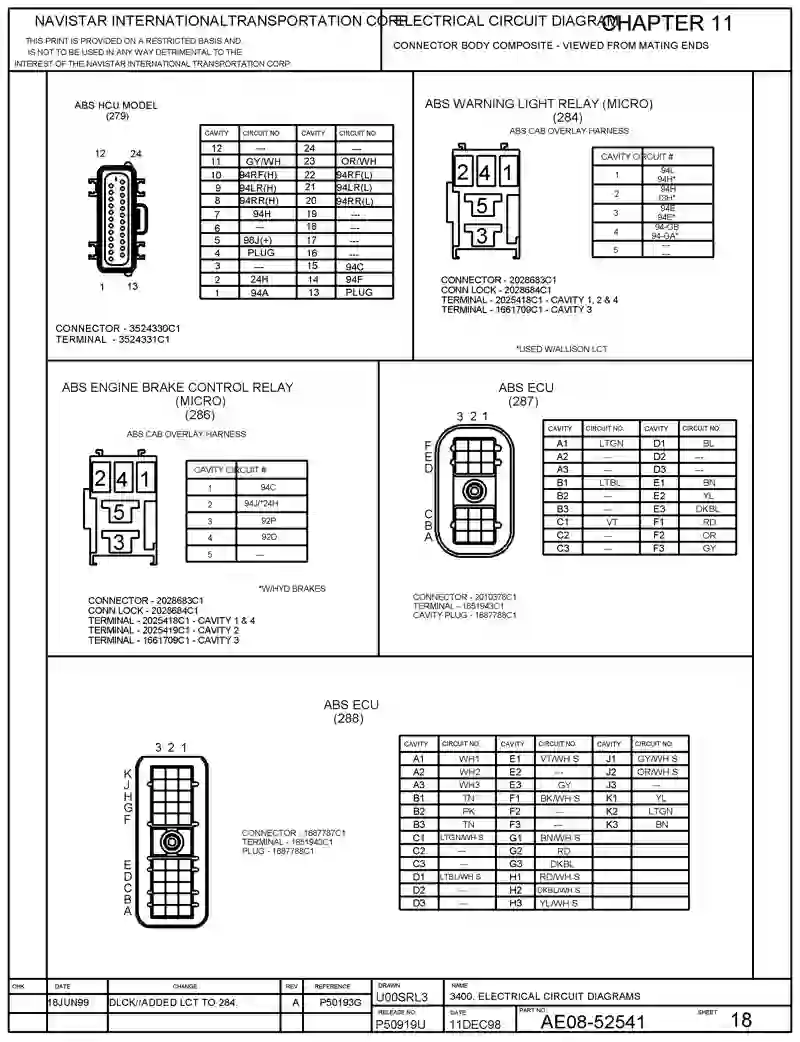 NAVISTAR INTERNATIONALTRANSPORTATION CORP
ELECTRICAL CIRCUIT DIAGRAM
CHAPTER 11
THIS PRINT IS PROVIDED ON A RESTRICTED BASIS AND
IS NOT TO BE USED IN ANY WAY DETRIMENTAL TO THE
INTEREST OF THE NAVISTAR INTERNATIONAL TRANSPORTATION CORP
CONNECTOR BODY COMPOSITE - VIEWED FROM MATING ENDS
ABS HCU MODEL
(279)
12 24
1 13
CAVITY CIRCUIT NO CAVITY CIRCUIT NO
12 --- 24 ---
11 GY/WH 23 OR/WH
10 94RF(H) 22 94RF(L)
9 94LR(H) 21 94LR(L)
8 94RR(H) 20 94RR(L)
7 94H 19 ---
6 --- 18 ---
5 98J(+) 17 ---
4 PLUG 16 ---
3 --- 15 94C
2 24H 14 94F
1 94A 13 PLUG
CONNECTOR - 3524330C1
TERMINAL - 3524331C1
ABS WARNING LIGHT RELAY (MICRO)
(284)
ABS CAB OVERLAY HARNESS
2 4 1
5
3
CAVITY CIRCUIT #
1 94L
94H*
2 94H
3 94E
94E*
4 94-GB
94-GA*
5 ---
---
CONNECTOR - 2028683C1
CONN LOCK - 2028684C1
TERMINAL - 2025418C1 - CAVITY 1, 2 & 4
TERMINAL - 1661709C1 - CAVITY 3
*USED W/ALLISON LCT
ABS ENGINE BRAKE CONTROL RELAY
(MICRO)
(286)
ABS CAB OVERLAY HARNESS
2 4 1
5
3
CAVITY CIRCUIT #
1 94C
2 94J/*24H
3 92P
4 92D
5 ---
*W/HYD BRAKES
CONNECTOR - 2028683C1
CONN LOCK - 2028684C1
TERMINAL - 2025418C1 - CAVITY 1 & 4
TERMINAL - 2025419C1 - CAVITY 2
TERMINAL - 1661709C1 - CAVITY 3
ABS ECU
(287)
3 2 1
F
E
D
C
B
A
CAVITY CIRCUIT NO. CAVITY CIRCUIT NO.
A1 LTGN D1 BL
A2 --- D2 ---
A3 --- D3 ---
B1 LTBL E1 BN
B2 --- E2 YL
B3 --- E3 DKBL
C1 VT F1 RD
C2 --- F2 OR
C3 --- F3 GY
CONNECTOR - 2010378C1
TERMINAL - 1651943C1
CAVITY PLUG - 1687788C1
ABS ECU
(288)
3 2 1
K
J
H
G
F
E
D
C
B
A
CONNECTOR - 1687787C1
TERMINAL - 1651943C1
PLUG - 1687788C1
CAVITY CIRCUIT NO. CAVITY CIRCUIT NO. CAVITY CIRCUIT NO.
A1 WH1 E1 VT/WH S J1 GY/WH S
A2 WH2 E2 --- J2 OR/WH S
A3 WH3 E3 GY J3 ---
B1 TN F1 BK/WH S K1 YL
B2 PK F2 --- K2 LTGN
B3 TN F3 --- K3 BN
C1 LTGN/WH S G1 BN/WH S
C2 --- G2 RD
C3 --- G3 DKBL
D1 LTBL/WH S H1 RD/WH S
D2 --- H2 DKBL/WH S
D3 --- H3 YL/WH S
CHK DATE CHANGE REV REFERENCE
18JUN99 DLCK//ADDED LCT TO 284. A P50193G
DRAWN
U00SRL3
NAME
3400. ELECTRICAL CIRCUIT DIAGRAMS
RELEASE NO.
P50919U
DATE
11DEC98
PART NO.
AE08-52541
SHEET
18